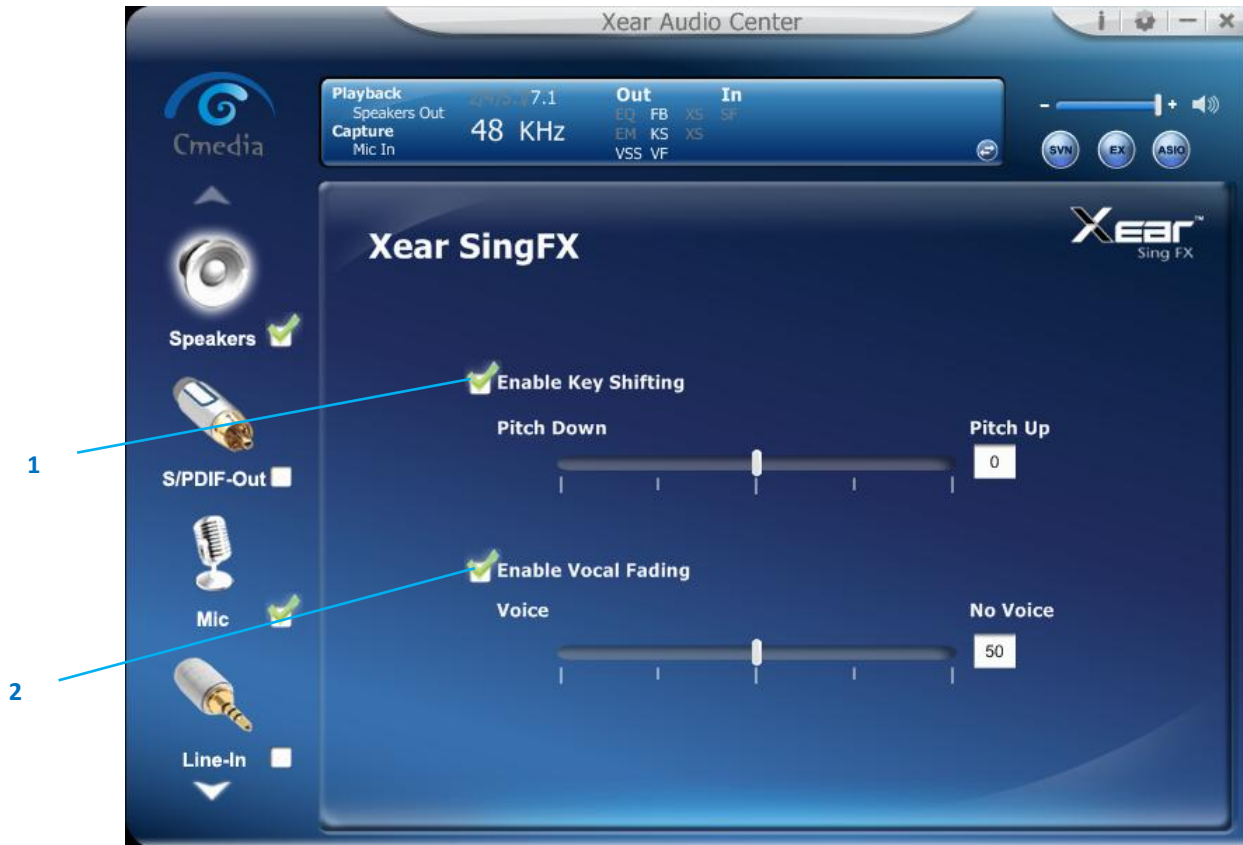 Xear Audio Center
i
Cmedia
Playback
Speakers Out
Capture
Mic In
7.1
48 KHz
Out In
EQ FB XS SF
EM KS XS
VSS VF
- +
SVN EX ASIO
Xear SingFX
Xear™
Sing FX
Speakers
S/PDIF-Out
Mic
Line-In
Enable Key Shifting
Pitch Down Pitch Up
0
Enable Vocal Fading
Voice No Voice
50
1
2